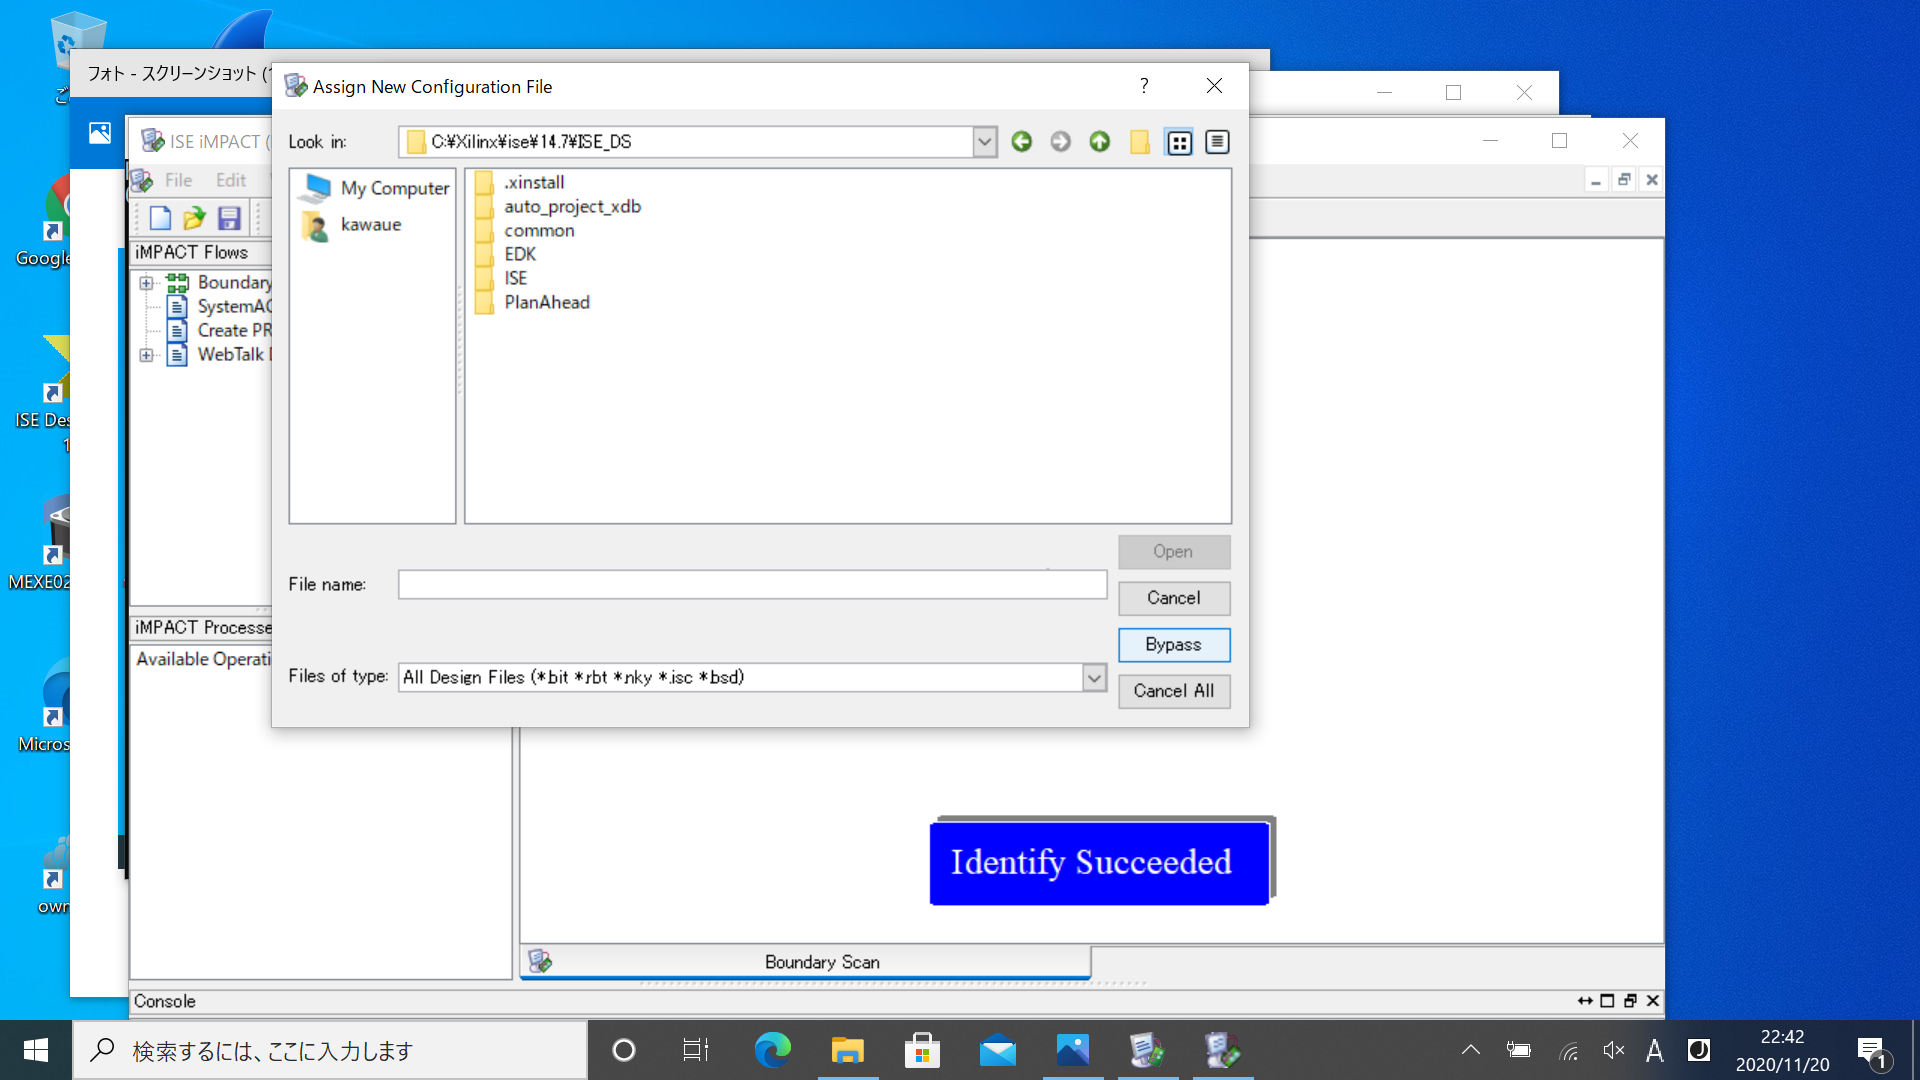 フォト - スクリーンショット (
Assign New Configuration File
?
Look in:
C:¥Xilinx¥ise¥14.7¥ISE_DS
My Computer
kawaue
.xinstall
auto_project_xdb
common
EDK
ISE
PlanAhead
File name:
Files of type:
All Design Files (*.bit *.rbt *.nky *.isc *.bsd)
Open
Cancel
Bypass
Cancel All
ISE iMPACT (
File
Edit
iMPACT Flows
Boundary
SystemAC
Create PR
WebTalk
iMPACT Processe
Available Operati
Identify Succeeded
Boundary Scan
Console
Google
ISE Des
1
MEXE02
Micros
own
検索するには、ここに入力します
A
J
22:42
2020/11/20
1